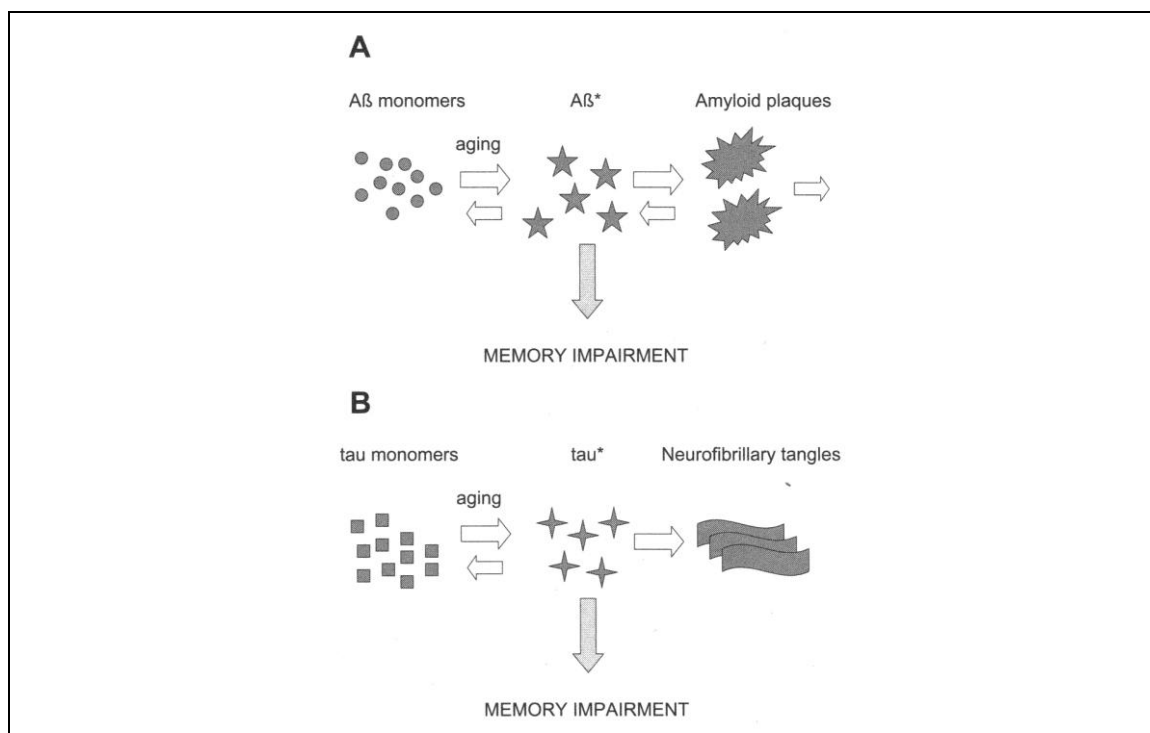 A
Aß monomers Aß* Amyloid plaques
aging
MEMORY IMPAIRMENT
B
tau monomers tau* Neurofibrillary tangles
aging
MEMORY IMPAIRMENT